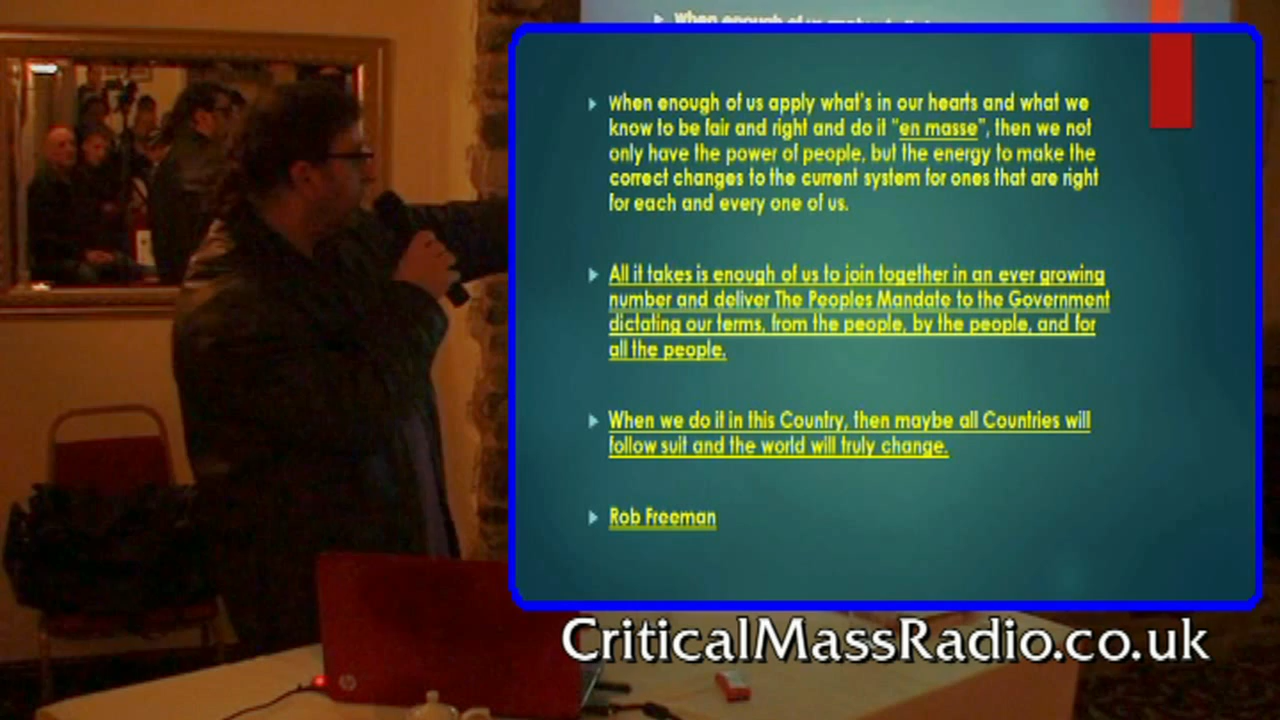 When enough of us
When enough of us apply what's in our hearts and what we
know to be fair and right and do it "en masse", then we not
only have the power of people, but the energy to make the
correct changes to the current system for ones that are right
for each and every one of us.
All it takes is enough of us to join together in an ever growing
number and deliver The Peoples Mandate to the Government
dictating our terms, from the people, by the people, and for
all the people.
When we do it in this Country, then maybe all Countries will
follow suit and the world will truly change.
Rob Freeman
CriticalMassRadio.co.uk
hp